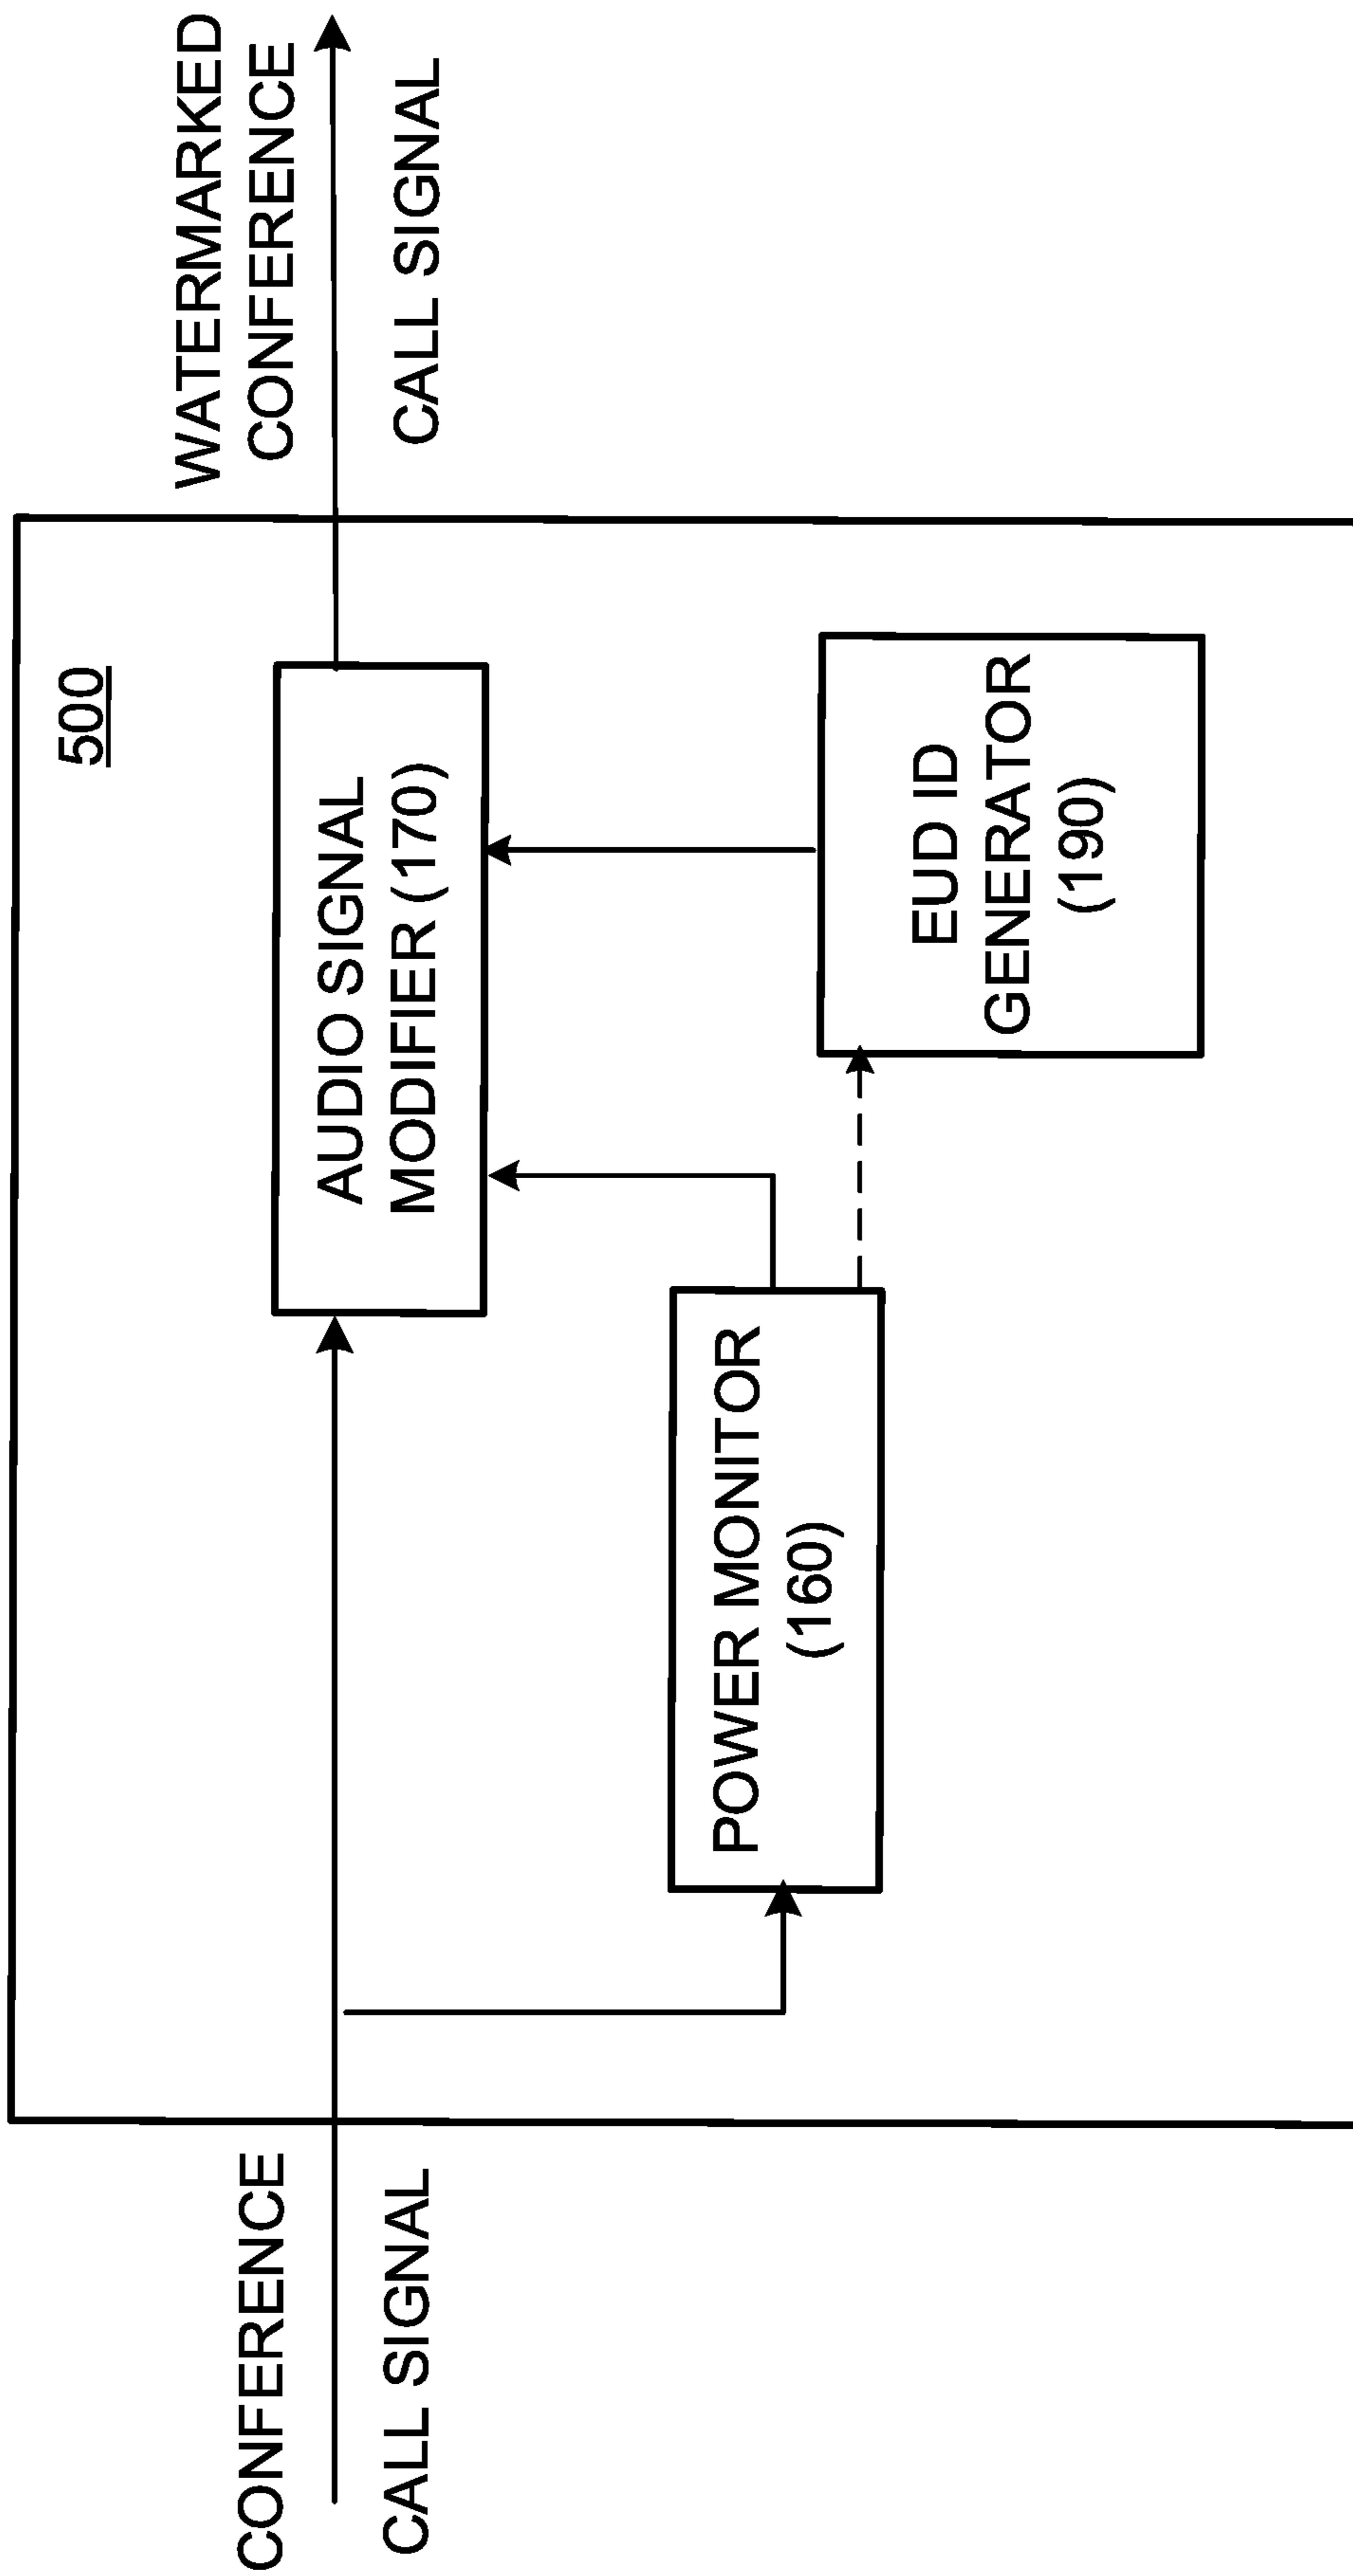 500
CONFERENCE
CALL SIGNAL
AUDIO SIGNAL
MODIFIER (170)
WATERMARKED
CONFERENCE
CALL SIGNAL
POWER MONITOR
(160)
EUD ID
GENERATOR
(190)